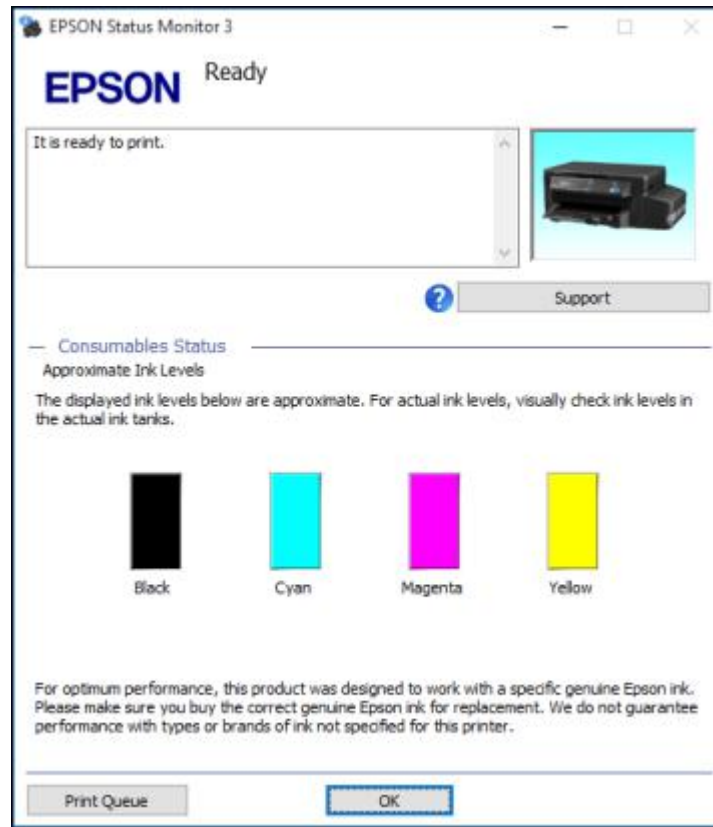 EPSON Status Monitor 3
EPSON
Ready
It is ready to print.
Support
Consumables Status
Approximate Ink Levels
The displayed ink levels below are approximate. For actual ink levels, visually check ink levels in
the actual ink tanks.
Black
Cyan
Magenta
Yellow
For optimum performance, this product was designed to work with a specific genuine Epson ink.
Please make sure you buy the correct genuine Epson ink for replacement. We do not guarantee
performance with types or brands of ink not specified for this printer.
Print Queue
OK